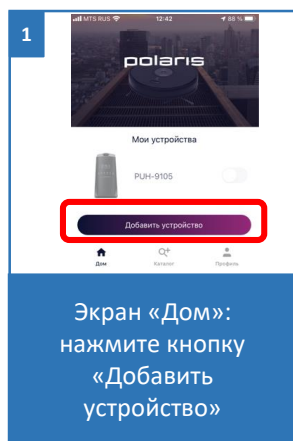 1
MTS RUS 12:42 88 %
polaris
Мои устройства
PUH-9105
Добавить устройство
Дом Каталог Профиль
Экран «Дом»:
нажмите кнопку
«Добавить
устройство»